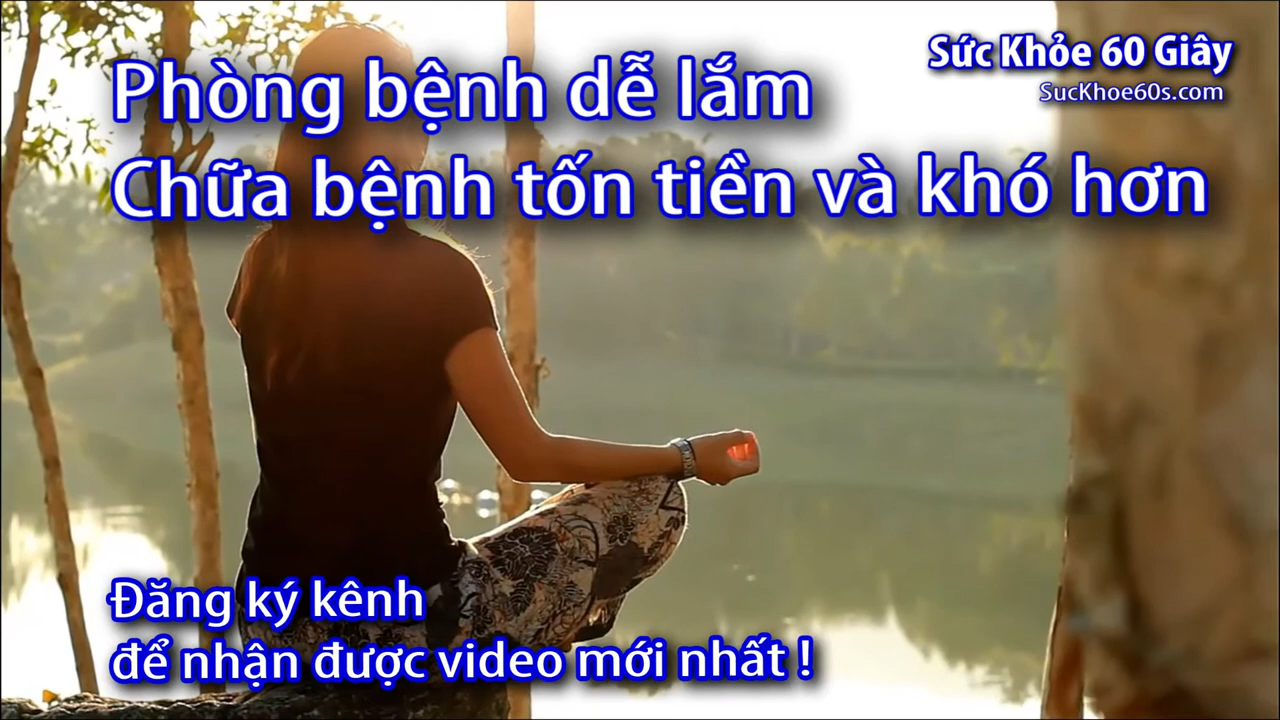 Sức Khỏe 60 Giây
SucKhoe60s.com
Phòng bệnh dễ lắm
Chữa bệnh tốn tiền và khó hơn
Đăng ký kênh
để nhận được video mới nhất !